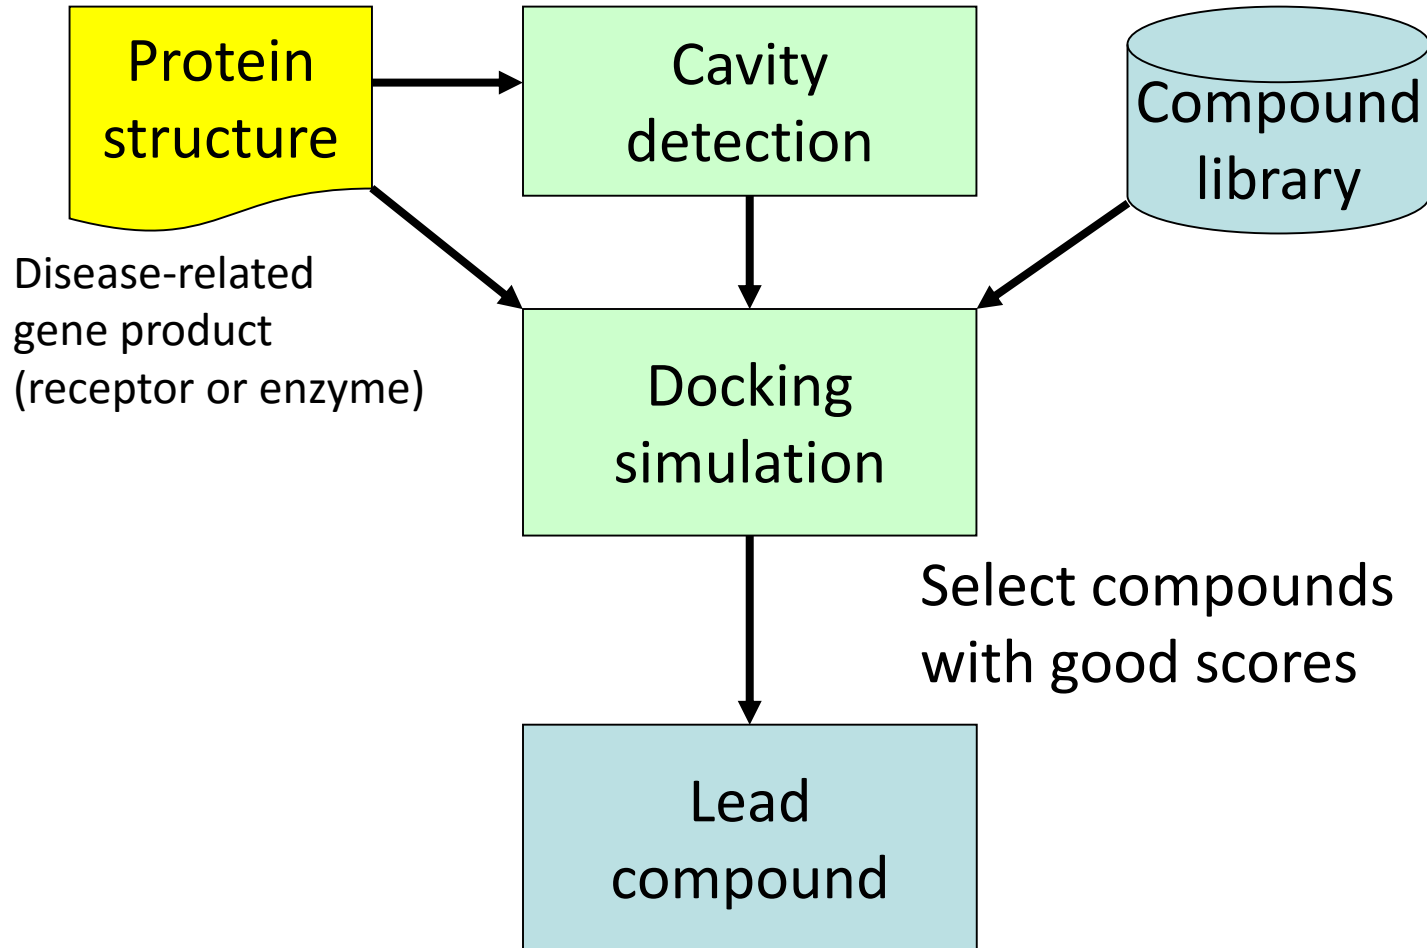 Protein
structure
Cavity
detection
Compound
library
Disease-related
gene product
(receptor or enzyme)
Docking
simulation
Select compounds
with good scores
Lead
compound